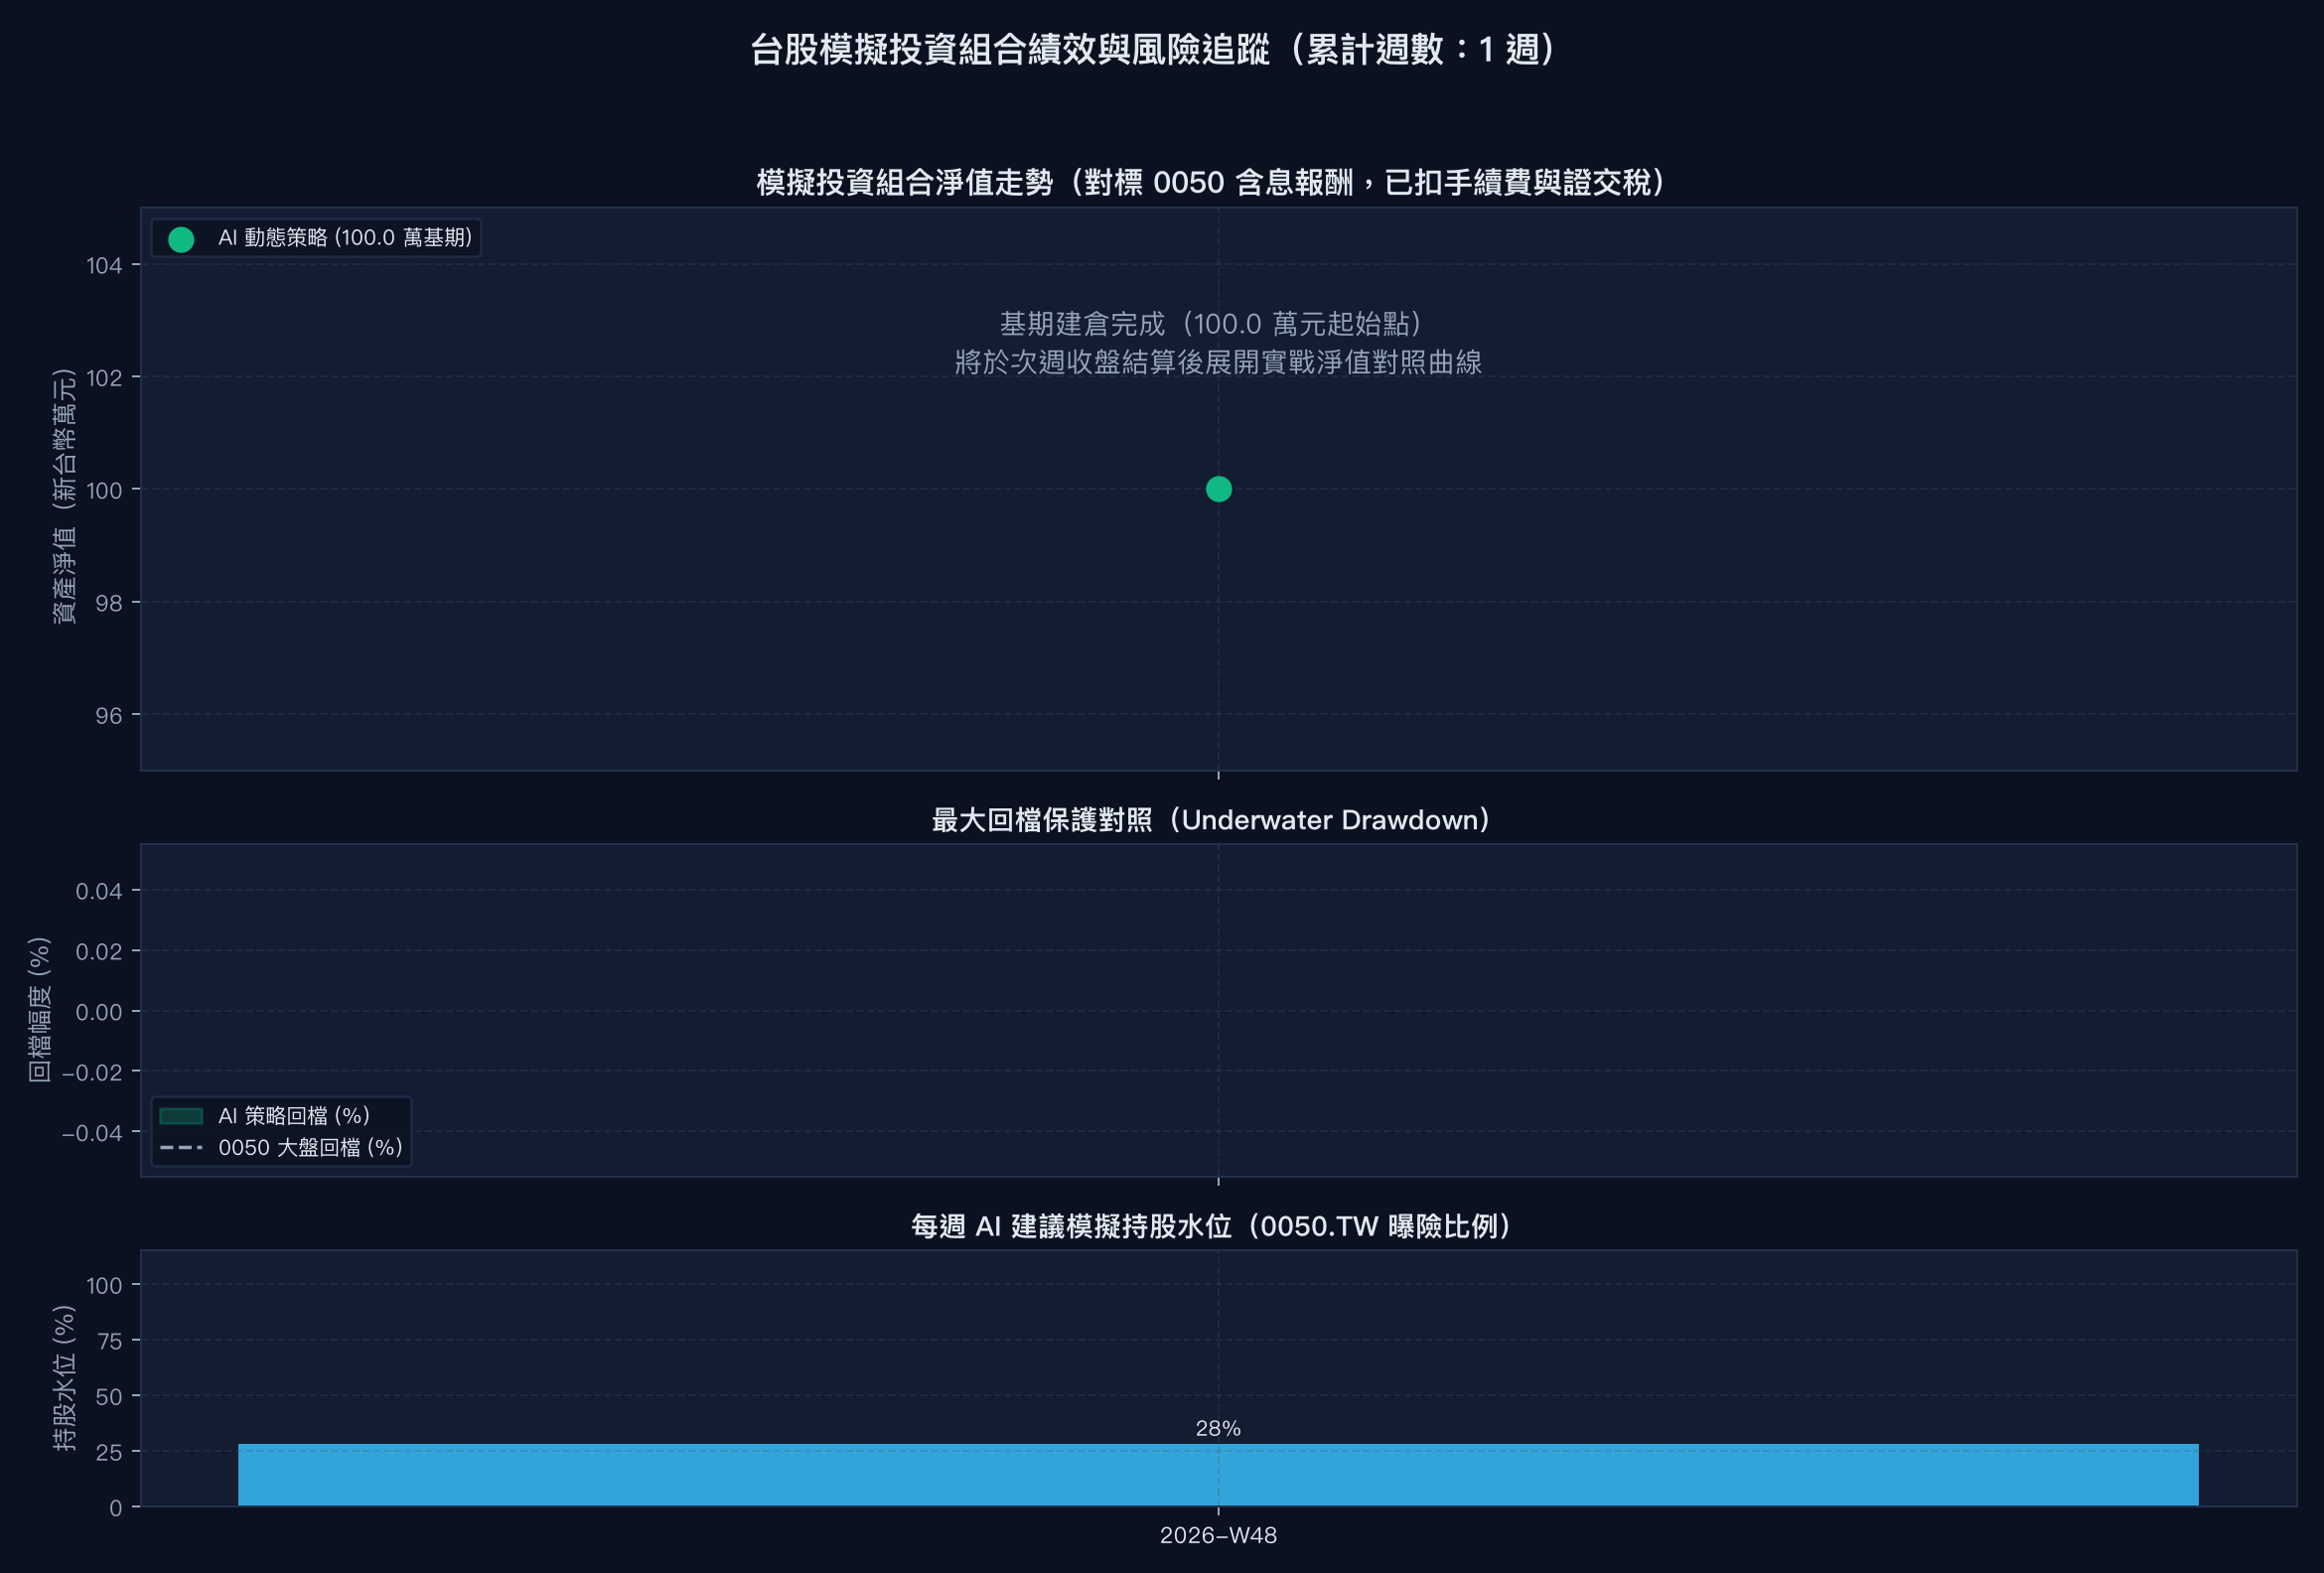 台股模擬投資組合績效與風險追蹤（累計週數：1 週）
模擬投資組合淨值走勢（對標 0050 含息報酬，已扣手續費與證交稅）
AI 動態策略 (100.0 萬基期)
基期建倉完成（100.0 萬元起始點）
將於次週收盤結算後展開實戰淨值對照曲線
資產淨值（新台幣萬元）
104
102
100
98
96
最大回檔保護對照（Underwater Drawdown）
回檔幅度 (%)
0.04
0.02
0.00
−0.02
−0.04
AI 策略回檔 (%)
0050 大盤回檔 (%)
每週 AI 建議模擬持股水位（0050.TW 曝險比例）
持股水位 (%)
100
75
50
25
0
28%
2026−W48